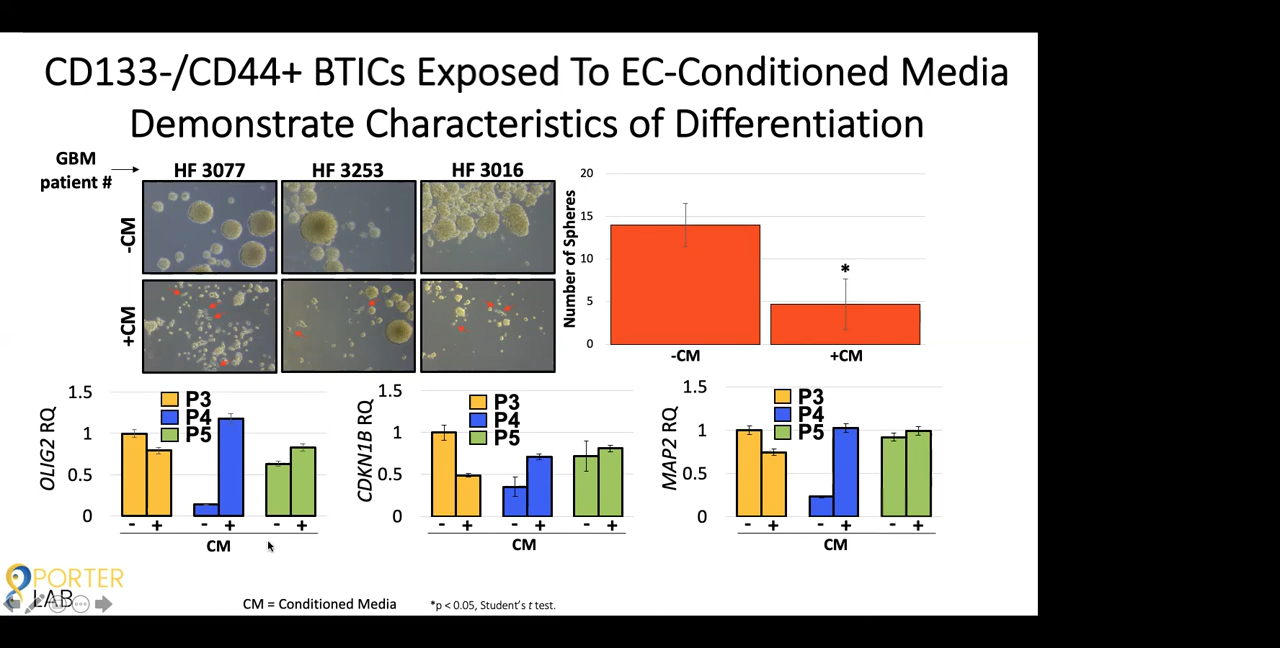 CD133-/CD44+ BTICs Exposed To EC-Conditioned Media
Demonstrate Characteristics of Differentiation
GBM
patient #
HF 3077
HF 3253
HF 3016
-CM
+CM
Number of Spheres
20
15
10
5
0
*
-CM
+CM
OLIG2 RQ
1.5
1
0.5
0
P3
P4
P5
- + - + - +
CM
CDKN1B RQ
1.5
1
0.5
0
P3
P4
P5
- + - + - +
CM
MAP2 RQ
1.5
1
0.5
0
P3
P4
P5
- + - + - +
CM
PORTER
LAB
CM = Conditioned Media
*p < 0.05, Student's t test.